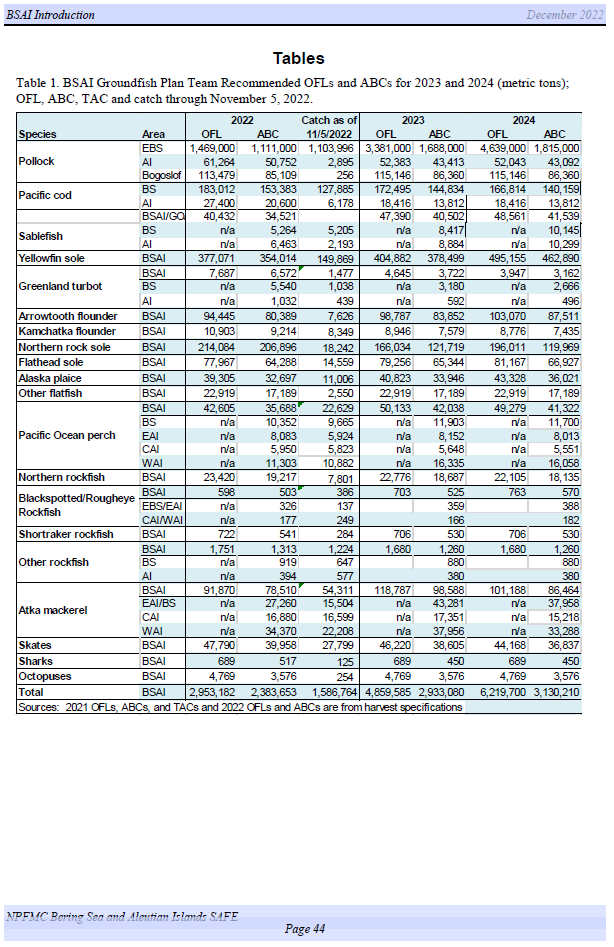 BSAI Introduction December 2022
Tables
Table 1. BSAI Groundfish Plan Team Recommended OFLs and ABCs for 2023 and 2024 (metric tons);
OFL, ABC, TAC and catch through November 5, 2022.
2022 Catch as of 2023 2024
Species Area OFL ABC 11/5/2022 OFL ABC OFL ABC
Pollock EBS 1,469,000 1,111,000 1,103,996 3,381,000 1,688,000 4,639,000 1,815,000
AI 61,264 50,752 2,895 52,383 43,413 52,043 43,092
Bogoslof 113,479 85,109 256 115,146 86,360 115,146 86,360
Pacific cod BS 183,012 153,383 127,885 172,495 144,834 166,814 140,159
AI 27,400 20,600 6,178 18,416 13,812 18,416 13,812
Sablefish BSAI/GO 40,432 34,521 47,390 40,502 48,561 41,539
BS n/a 5,264 5,205 n/a 8,417 n/a 10,145
AI n/a 6,463 2,193 n/a 8,884 n/a 10,299
Yellowfin sole BSAI 377,071 354,014 149,869 404,882 378,499 495,155 462,890
Greenland turbot BSAI 7,687 6,572 1,477 4,645 3,722 3,947 3,162
BS n/a 5,540 1,038 n/a 3,180 n/a 2,666
AI n/a 1,032 439 n/a 592 n/a 496
Arrowtooth flounder BSAI 94,445 80,389 7,626 98,787 83,852 103,070 87,511
Kamchatka flounder BSAI 10,903 9,214 8,349 8,946 7,579 8,776 7,435
Northern rock sole BSAI 214,084 206,896 18,242 166,034 121,719 196,011 119,969
Flathead sole BSAI 77,967 64,288 14,559 79,256 65,344 81,167 66,927
Alaska plaice BSAI 39,305 32,697 11,006 40,823 33,946 43,328 36,021
Other flatfish BSAI 22,919 17,189 2,550 22,919 17,189 22,919 17,189
Pacific Ocean perch BSAI 42,605 35,688 22,629 50,133 42,038 49,279 41,322
BS n/a 10,352 9,665 n/a 11,903 n/a 11,700
EAI n/a 8,083 5,924 n/a 8,152 n/a 8,013
CAI n/a 5,950 5,823 n/a 5,648 n/a 5,551
WAI n/a 11,303 10,882 n/a 16,335 n/a 16,058
Northern rockfish BSAI 23,420 19,217 7,801 22,776 18,687 22,105 18,135
Blackspotted/Rougheye BSAI 598 503 386 703 525 763 570
Rockfish EBS/EAI n/a 326 137 359 388
CAI/WAI n/a 177 249 166 182
Shortraker rockfish BSAI 722 541 284 706 530 706 530
Other rockfish BSAI 1,751 1,313 1,224 1,680 1,260 1,680 1,260
BS n/a 919 647 880 880
AI n/a 394 577 380 380
Atka mackerel BSAI 91,870 78,510 54,311 118,787 98,588 101,188 86,464
EAI/BS n/a 27,260 15,504 n/a 43,281 n/a 37,958
CAI n/a 16,880 16,599 n/a 17,351 n/a 15,218
WAI n/a 34,370 22,208 n/a 37,956 n/a 33,288
Skates BSAI 47,790 39,958 27,799 46,220 38,605 44,168 36,837
Sharks BSAI 689 517 125 689 450 689 450
Octopuses BSAI 4,769 3,576 254 4,769 3,576 4,769 3,576
Total BSAI 2,953,182 2,383,653 1,586,764 4,859,585 2,933,080 6,219,700 3,130,210
Sources: 2021 OFLs, ABCs, and TACs and 2022 OFLs and ABCs are from harvest specifications
NPFMC Bering Sea and Aleutian Islands SAFE
Page 44